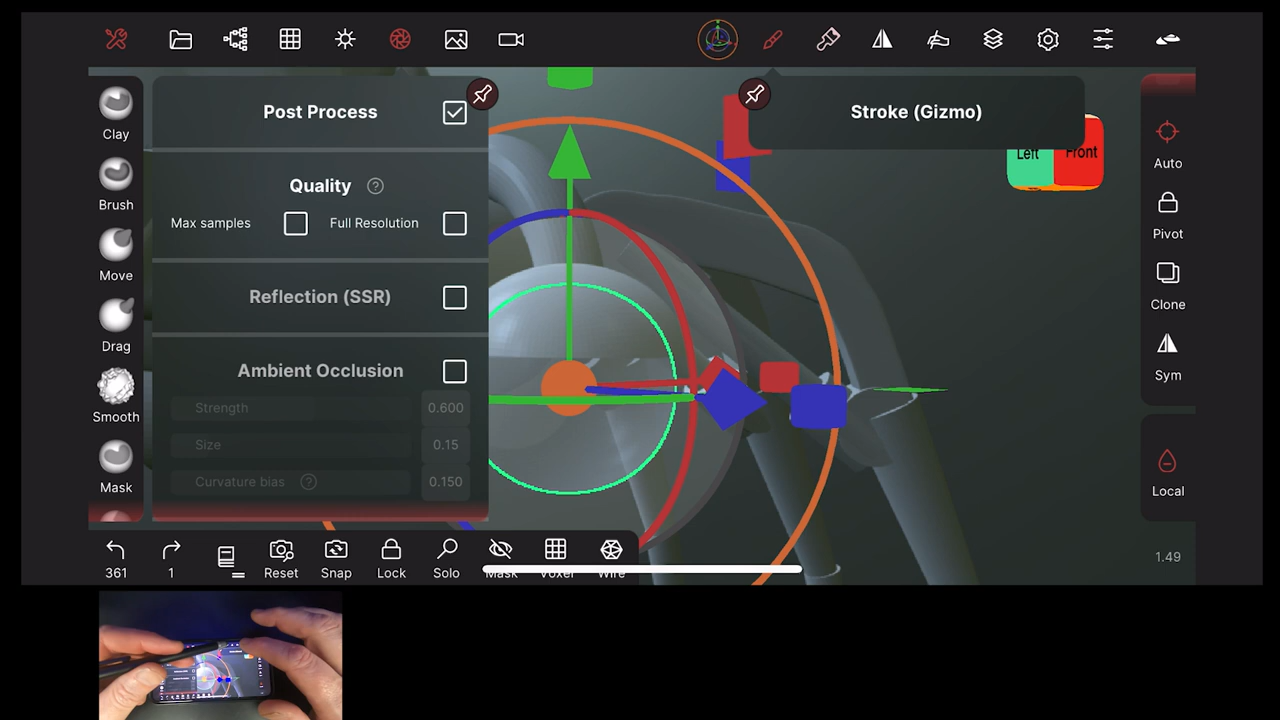 Post Process
Stroke (Gizmo)
Clay
Left
Front
Auto
Quality
?
Brush
Max samples
Full Resolution
Pivot
Move
Reflection (SSR)
Clone
Drag
Ambient Occlusion
Sym
Smooth
Strength
0.600
Size
0.15
Mask
Curvature bias
?
0.150
Local
361
1
Reset
Snap
Lock
Solo
Mask
Voxel
Wire
1.49